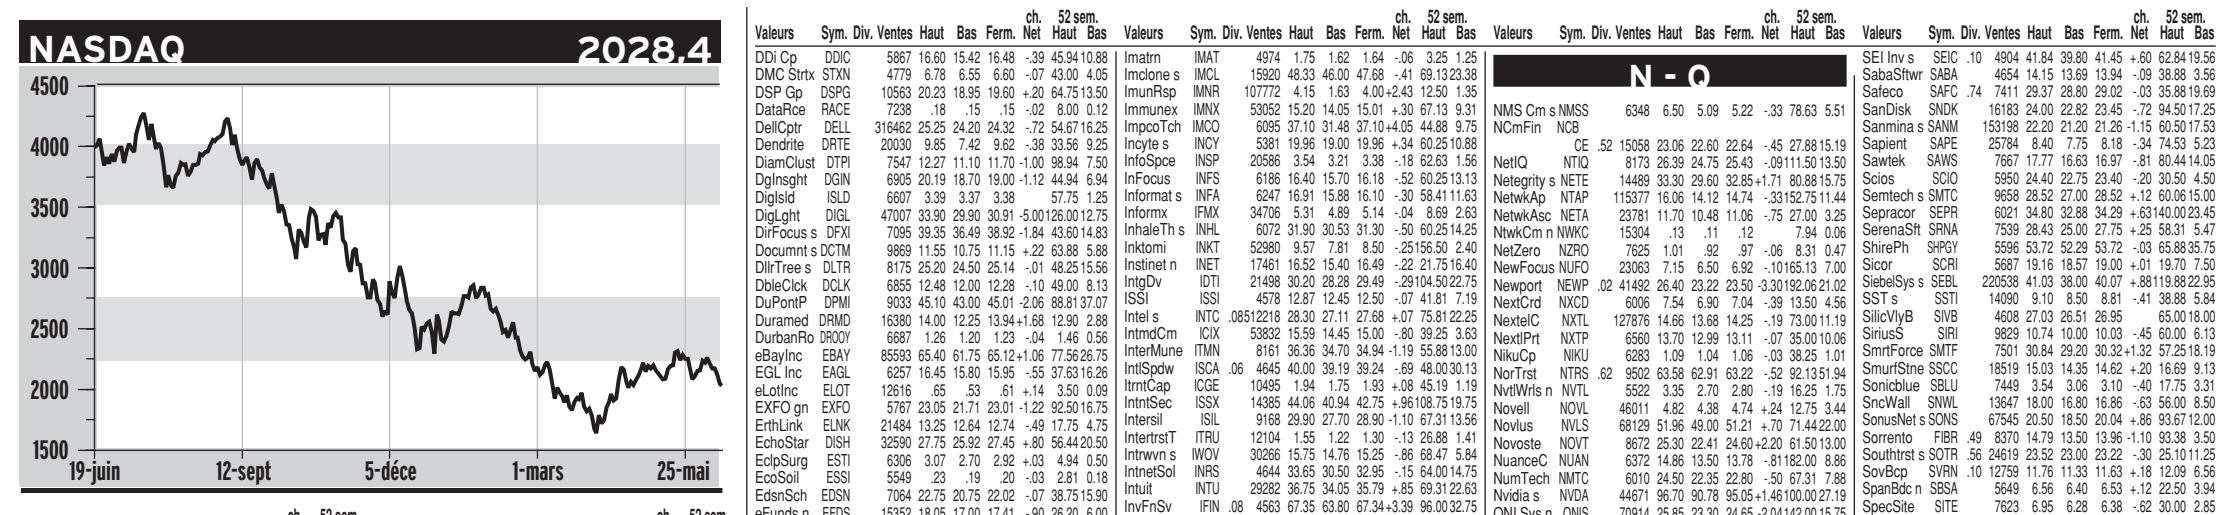 NASDAQ 2028,4
4500
4000
3500
3000
2500
2000
1500
19-juin 12-sept 5-déce 1-mars 25-mai
ch. 52 sem.
Valeurs Sym. Div. Ventes Haut Bas Ferm. Net Haut Bas
DDi Cp DDIC 5867 16.60 15.42 16.48 -.39 45.94 10.88
DMC Strtx STXN 4779 6.78 6.55 6.60 -.07 43.00 4.05
DSP Gp DSPG 10563 20.23 18.95 19.60 +.20 64.75 13.50
DataRce RACE 7238 .18 .15 .15 -.02 8.00 0.12
DellCptr DELL 316462 25.25 24.20 24.32 -.72 54.67 16.25
Dendrite DRTE 20030 9.85 7.42 9.62 -.38 33.56 9.25
DiamClust DTPI 7547 12.27 11.10 11.70 -1.00 98.94 7.50
DgInsght DGIN 6905 20.19 18.70 19.00 -1.12 44.94 6.94
DigIsld ISLD 6607 3.39 3.37 3.38 57.75 1.25
DigLght DIGL 47007 33.90 29.90 30.91 -5.00 126.00 12.75
DirFocus s DFXI 7095 39.35 36.49 38.92 -1.84 43.60 14.83
Documnt s DCTM 9869 11.55 10.75 11.15 +.22 63.88 5.88
DllrTree s DLTR 8175 25.20 24.50 25.14 -.01 48.25 15.56
DbleClck DCLK 6855 12.48 12.00 12.28 -.10 49.00 8.13
DuPontP DPMI 9033 45.10 43.00 45.01 -2.06 88.81 37.07
Duramed DRMD 16380 14.00 12.25 13.94 +1.68 12.90 2.88
DurbanRo DROOY 6687 1.26 1.20 1.23 -.04 1.46 0.56
eBayInc EBAY 85593 65.40 61.75 65.12 +1.06 77.56 26.75
EGL Inc EAGL 6257 16.45 15.80 15.95 -.55 37.63 16.26
eLotInc ELOT 12616 .65 .53 .61 +.14 3.50 0.09
EXFO gn EXFO 5767 23.05 21.71 23.01 -1.22 92.50 16.75
ErthLink ELNK 21484 13.25 12.64 12.74 -.49 17.75 4.75
EchoStar DISH 32590 27.75 25.92 27.45 +.80 56.44 20.50
EclpSurg ESTI 6306 3.07 2.70 2.92 +.03 4.94 0.50
EcoSoil ESSI 5549 .23 .19 .20 -.03 2.81 0.18
EdsnSch EDSN 7064 22.75 20.75 22.02 -.07 38.75 15.90
eFunds n EFDS 15352 18.05 17.00 17.41 -.90 26.20 6.00
ch. 52 sem.
Valeurs Sym. Div. Ventes Haut Bas Ferm. Net Haut Bas
Imatrn IMAT 4974 1.75 1.62 1.64 -.06 3.25 1.25
Imclone s IMCL 15920 48.33 46.00 47.68 -.41 69.13 23.38
ImunRsp IMNR 107772 4.15 1.63 4.00 +2.43 12.50 1.35
Immunex IMNX 53052 15.20 14.05 15.01 +.30 67.13 9.31
ImpcoTch IMCO 6095 37.10 31.48 37.10 +4.05 44.88 9.75
Incyte s INCY 5381 19.96 19.00 19.96 +.34 60.25 10.88
InfoSpce INSP 20586 3.54 3.21 3.38 -.18 62.63 1.56
InFocus INFS 6186 16.40 15.70 16.18 -.52 60.25 13.13
Informat s INFA 6247 16.91 15.88 16.10 -.30 58.41 11.63
Informx IFMX 34706 5.31 4.89 5.14 -.04 8.69 2.63
InhaleTh s INHL 6072 31.90 30.53 31.30 -.50 60.25 14.25
Inktomi INKT 52980 9.57 7.81 8.50 -.25 156.50 2.40
Instinet n INET 17461 16.52 15.40 16.49 -.22 21.75 16.40
IntgDv IDTI 21498 30.20 28.28 29.49 -.29 104.50 22.75
ISSI ISSI 4578 12.87 12.45 12.50 -.07 41.81 7.19
Intel s INTC .08 512218 28.30 27.11 27.68 +.07 75.81 22.25
IntmdCm ICIX 53832 15.59 14.45 15.00 -.80 39.25 3.63
InterMune ITMN 8161 36.36 34.70 34.94 -1.19 55.88 13.00
IntlSpdw ISCA .06 4645 40.00 39.19 39.24 -.69 48.00 30.13
ItrntCap ICGE 10495 1.94 1.75 1.93 +.08 45.19 1.19
IntntSec ISSX 14385 44.06 40.94 42.75 +.96 108.75 19.75
Intersil ISIL 9168 29.90 27.70 28.90 -1.10 67.31 13.56
IntertrstT ITRU 12104 1.55 1.22 1.30 -.13 26.88 1.41
Intrwvn s IWOV 30266 15.75 14.76 15.25 -.86 68.47 5.84
IntnetSol INRS 4644 33.65 30.50 32.95 -.15 64.00 14.75
Intuit INTU 29282 36.75 34.05 35.79 +.85 69.31 22.63
InvFnSv IFIN .08 4563 67.35 63.80 67.34 +3.39 96.00 32.75
ch. 52 sem.
Valeurs Sym. Div. Ventes Haut Bas Ferm. Net Haut Bas
N - Q
NMS Cm s NMSS 6348 6.50 5.09 5.22 -.33 78.63 5.51
NCmFin NCB
CE .52 15058 23.06 22.60 22.64 -.45 27.88 15.19
NetIQ NTIQ 8173 26.39 24.75 25.43 -.09 111.50 13.50
Netegrity s NETE 14489 33.30 29.60 32.85 +1.71 80.88 15.75
NetwkAp NTAP 115377 16.06 14.12 14.74 -.33 152.75 11.44
NetwkAsc NETA 23781 11.70 10.48 11.06 -.75 27.00 3.25
NtwkCm n NWKC 15304 .13 .11 .12 7.94 0.06
NetZero NZRO 7625 1.01 .92 .97 -.06 8.31 0.47
NewFocus NUFO 23063 7.15 6.50 6.92 -.10 165.13 7.00
Newport NEWP .02 41492 26.40 23.22 23.50 -3.30 192.06 21.02
NextCrd NXCD 6006 7.54 6.90 7.04 -.39 13.50 4.56
NextelC NXTL 127876 14.66 13.68 14.25 -.19 73.00 11.19
NextlPrt NXTP 6560 13.70 12.99 13.11 -.07 35.00 10.06
NikuCp NIKU 6283 1.09 1.04 1.06 -.03 38.25 1.01
NorTrst NTRS .62 9502 63.58 62.91 63.22 -.52 92.13 51.94
NvtlWrls n NVTL 5522 3.35 2.70 2.80 -.19 16.25 1.75
Novell NOVL 46011 4.82 4.38 4.74 +.24 12.75 3.44
Novlus NVLS 68129 51.96 49.00 51.21 +.70 71.44 22.00
Novoste NOVT 8672 25.30 22.41 24.60 +2.20 61.50 13.00
NuanceC NUAN 6372 14.86 13.50 13.78 -.81 182.00 8.86
NumTech NMTC 6010 24.50 22.35 22.80 -.50 67.31 7.88
Nvidia s NVDA 44671 96.70 90.78 95.05 +1.46 100.00 27.19
ONI Sys n ONIS 70914 25.85 23.30 24.65 -2.04 142.00 15.75
ch. 52 sem.
Valeurs Sym. Div. Ventes Haut Bas Ferm. Net Haut Bas
SEI Inv s SEIC .10 4904 41.84 39.80 41.45 +.60 62.84 19.56
SabaSftwr SABA 4654 14.15 13.69 13.94 -.09 38.88 3.56
Safeco SAFC .74 7411 29.37 28.80 29.02 -.03 35.88 19.69
SanDisk SNDK 16183 24.00 22.82 23.45 -.72 94.50 17.25
Sanmina s SANM 153198 22.20 21.20 21.26 -1.15 60.50 17.53
Sapient SAPE 25784 8.40 7.75 8.18 -.34 74.53 5.23
Sawtek SAWS 7667 17.77 16.63 16.97 -.81 80.44 14.05
Scios SCIO 5950 24.40 22.75 23.40 -.20 30.50 4.50
Semtech s SMTC 9658 28.52 27.00 28.52 +.12 60.06 15.00
Sepracor SEPR 6021 34.80 32.88 34.29 +.63 140.00 23.45
SerenaSft SRNA 7539 28.43 25.00 27.75 +.25 58.31 5.47
ShirePh SHPGY 5596 53.72 52.29 53.72 -.03 65.88 35.75
Sicor SCRI 5687 19.16 18.57 19.00 +.01 19.70 7.50
SiebelSys s SEBL 220538 41.03 38.00 40.07 +.88 119.88 22.95
SST s SSTI 14090 9.10 8.50 8.81 -.41 38.88 5.84
SilicVlyB SIVB 4608 27.03 26.51 26.95 65.00 18.00
SiriusS SIRI 9829 10.74 10.00 10.03 -.45 60.00 6.13
SmrtForce SMTF 7501 30.84 29.20 30.32 +1.32 57.25 18.19
SmurfStne SSCC 18519 15.03 14.35 14.62 +.20 16.69 9.13
Sonicblue SBLU 7449 3.54 3.06 3.10 -.40 17.75 3.31
SncWall SNWL 13647 18.00 16.80 16.86 -.63 56.00 8.50
SonusNet s SONS 67545 20.50 18.50 20.04 +.86 93.67 12.00
Sorrento FIBR .49 8370 14.79 13.50 13.96 -1.10 93.38 3.50
Southtrst s SOTR .56 24619 23.52 23.00 23.22 -.30 25.10 11.25
SovBcp SVRN .10 12759 11.76 11.33 11.63 +.18 12.09 6.56
SpanBdc n SBSA 5649 6.56 6.40 6.53 +.12 22.50 3.94
SpecSite SITE 7623 6.95 6.28 6.38 -.62 30.00 2.85